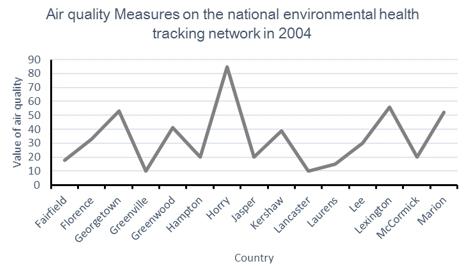 Air quality Measures on the national environmental health
tracking network in 2004
Value of air quality
90
80
70
60
50
40
30
20
10
0
Fairfield
Florence
Georgetown
Greenville
Greenwood
Hampton
Horry
Jasper
Kershaw
Lancaster
Laurens
Lee
Lexington
McCormick
Marion
Country